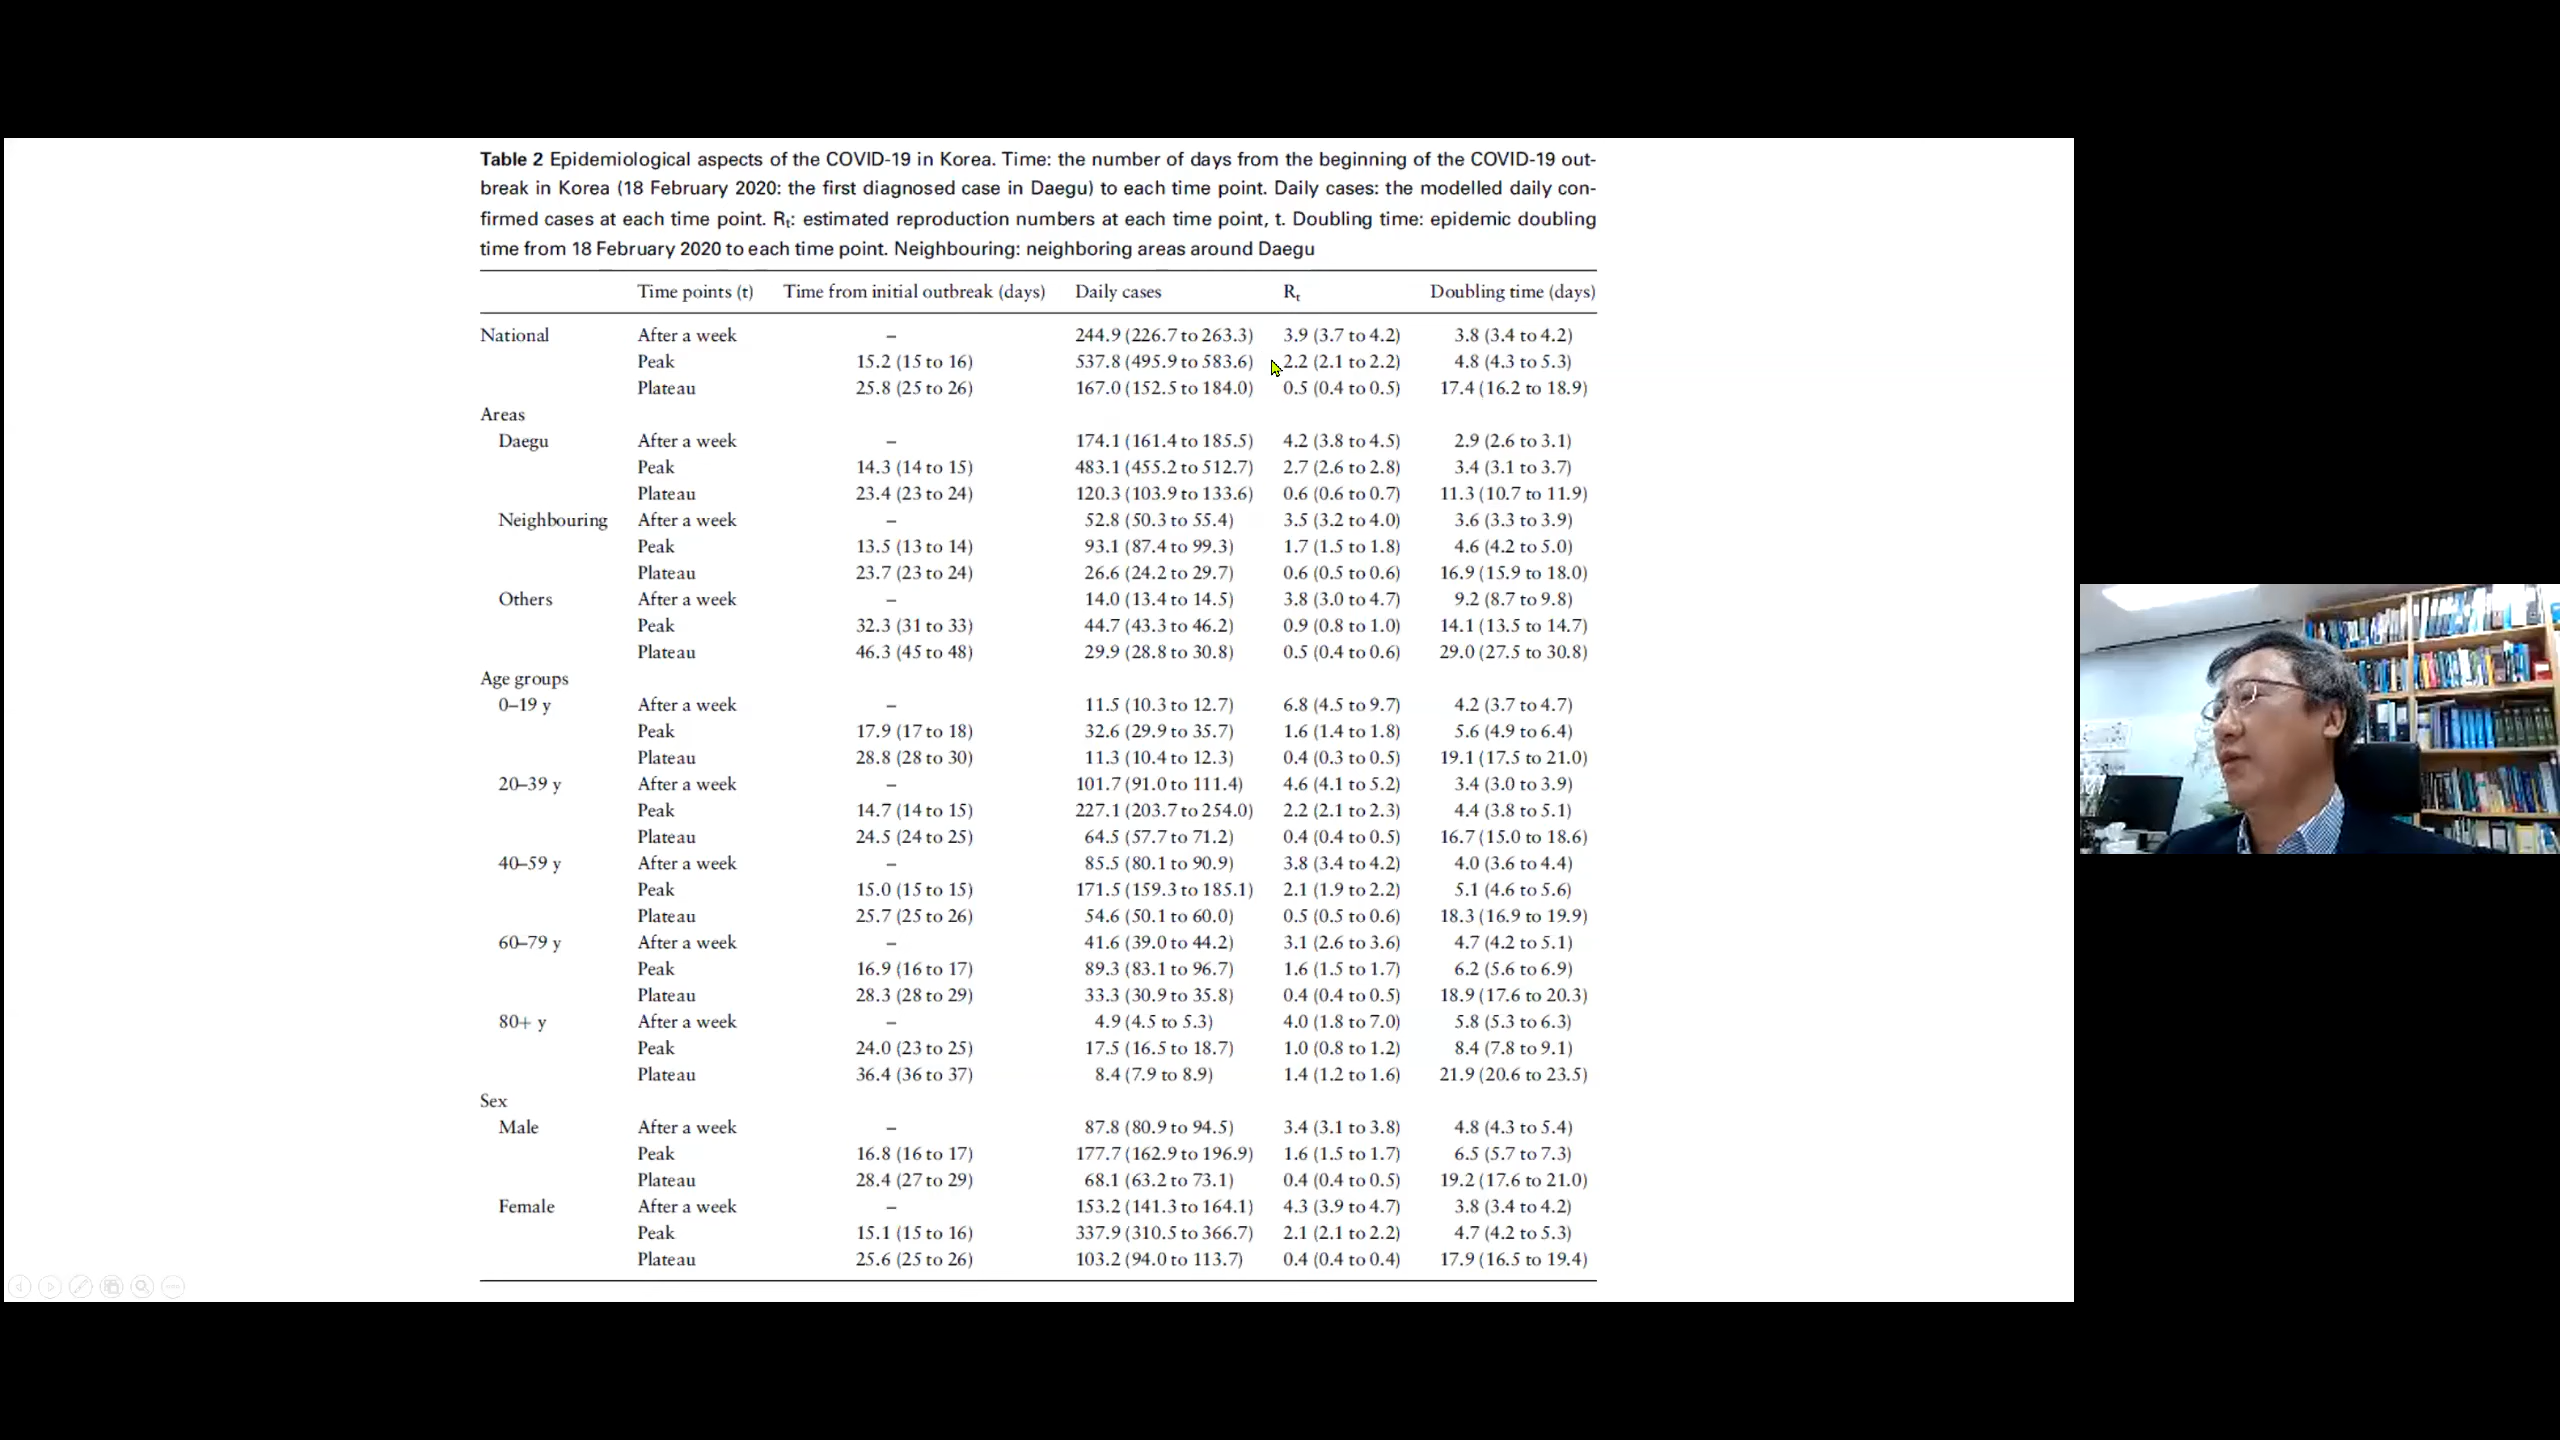 Table 2 Epidemiological aspects of the COVID-19 in Korea. Time: the number of days from the beginning of the COVID-19 out-
break in Korea (18 February 2020: the first diagnosed case in Daegu) to each time point. Daily cases: the modelled daily con-
firmed cases at each time point. Rt: estimated reproduction numbers at each time point, t. Doubling time: epidemic doubling
time from 18 February 2020 to each time point. Neighbouring: neighboring areas around Daegu
Time points (t) Time from initial outbreak (days) Daily cases Rt Doubling time (days)
National After a week – 244.9 (226.7 to 263.3) 3.9 (3.7 to 4.2) 3.8 (3.4 to 4.2)
Peak 15.2 (15 to 16) 537.8 (495.9 to 583.6) 2.2 (2.1 to 2.2) 4.8 (4.3 to 5.3)
Plateau 25.8 (25 to 26) 167.0 (152.5 to 184.0) 0.5 (0.4 to 0.5) 17.4 (16.2 to 18.9)
Areas
Daegu After a week – 174.1 (161.4 to 185.5) 4.2 (3.8 to 4.5) 2.9 (2.6 to 3.1)
Peak 14.3 (14 to 15) 483.1 (455.2 to 512.7) 2.7 (2.6 to 2.8) 3.4 (3.1 to 3.7)
Plateau 23.4 (23 to 24) 120.3 (103.9 to 133.6) 0.6 (0.6 to 0.7) 11.3 (10.7 to 11.9)
Neighbouring After a week – 52.8 (50.3 to 55.4) 3.5 (3.2 to 4.0) 3.6 (3.3 to 3.9)
Peak 13.5 (13 to 14) 93.1 (87.4 to 99.3) 1.7 (1.5 to 1.8) 4.6 (4.2 to 5.0)
Plateau 23.7 (23 to 24) 26.6 (24.2 to 29.7) 0.6 (0.5 to 0.6) 16.9 (15.9 to 18.0)
Others After a week – 14.0 (13.4 to 14.5) 3.8 (3.0 to 4.7) 9.2 (8.7 to 9.8)
Peak 32.3 (31 to 33) 44.7 (43.3 to 46.2) 0.9 (0.8 to 1.0) 14.1 (13.5 to 14.7)
Plateau 46.3 (45 to 48) 29.9 (28.8 to 30.8) 0.5 (0.4 to 0.6) 29.0 (27.5 to 30.8)
Age groups
0–19 y After a week – 11.5 (10.3 to 12.7) 6.8 (4.5 to 9.7) 4.2 (3.7 to 4.7)
Peak 17.9 (17 to 18) 32.6 (29.9 to 35.7) 1.6 (1.4 to 1.8) 5.6 (4.9 to 6.4)
Plateau 28.8 (28 to 30) 11.3 (10.4 to 12.3) 0.4 (0.3 to 0.5) 19.1 (17.5 to 21.0)
20–39 y After a week – 101.7 (91.0 to 111.4) 4.6 (4.1 to 5.2) 3.4 (3.0 to 3.9)
Peak 14.7 (14 to 15) 227.1 (203.7 to 254.0) 2.2 (2.1 to 2.3) 4.4 (3.8 to 5.1)
Plateau 24.5 (24 to 25) 64.5 (57.7 to 71.2) 0.4 (0.4 to 0.5) 16.7 (15.0 to 18.6)
40–59 y After a week – 85.5 (80.1 to 90.9) 3.8 (3.4 to 4.2) 4.0 (3.6 to 4.4)
Peak 15.0 (15 to 15) 171.5 (159.3 to 185.1) 2.1 (1.9 to 2.2) 5.1 (4.6 to 5.6)
Plateau 25.7 (25 to 26) 54.6 (50.1 to 60.0) 0.5 (0.5 to 0.6) 18.3 (16.9 to 19.9)
60–79 y After a week – 41.6 (39.0 to 44.2) 3.1 (2.6 to 3.6) 4.7 (4.2 to 5.1)
Peak 16.9 (16 to 17) 89.3 (83.1 to 96.7) 1.6 (1.5 to 1.7) 6.2 (5.6 to 6.9)
Plateau 28.3 (28 to 29) 33.3 (30.9 to 35.8) 0.4 (0.4 to 0.5) 18.9 (17.6 to 20.3)
80+ y After a week – 4.9 (4.5 to 5.3) 4.0 (1.8 to 7.0) 5.8 (5.3 to 6.3)
Peak 24.0 (23 to 25) 17.5 (16.5 to 18.7) 1.0 (0.8 to 1.2) 8.4 (7.8 to 9.1)
Plateau 36.4 (36 to 37) 8.4 (7.9 to 8.9) 1.4 (1.2 to 1.6) 21.9 (20.6 to 23.5)
Sex
Male After a week – 87.8 (80.9 to 94.5) 3.4 (3.1 to 3.8) 4.8 (4.3 to 5.4)
Peak 16.8 (16 to 17) 177.7 (162.9 to 196.9) 1.6 (1.5 to 1.7) 6.5 (5.7 to 7.3)
Plateau 28.4 (27 to 29) 68.1 (63.2 to 73.1) 0.4 (0.4 to 0.5) 19.2 (17.6 to 21.0)
Female After a week – 153.2 (141.3 to 164.1) 4.3 (3.9 to 4.7) 3.8 (3.4 to 4.2)
Peak 15.1 (15 to 16) 337.9 (310.5 to 366.7) 2.1 (2.1 to 2.2) 4.7 (4.2 to 5.3)
Plateau 25.6 (25 to 26) 103.2 (94.0 to 113.7) 0.4 (0.4 to 0.4) 17.9 (16.5 to 19.4)